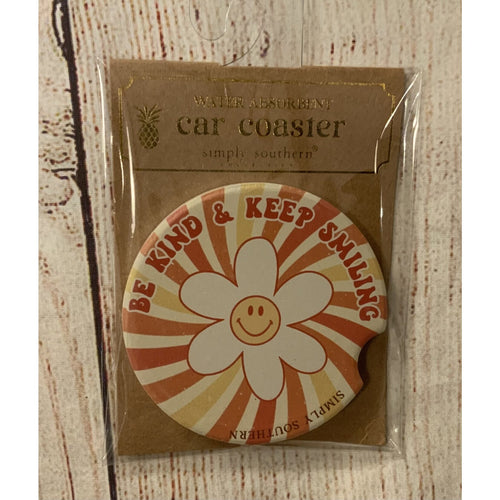 WATER ABSORBENT
car coaster
simply southern®
BE KIND & KEEP SMILING
SIMPLY SOUTHERN